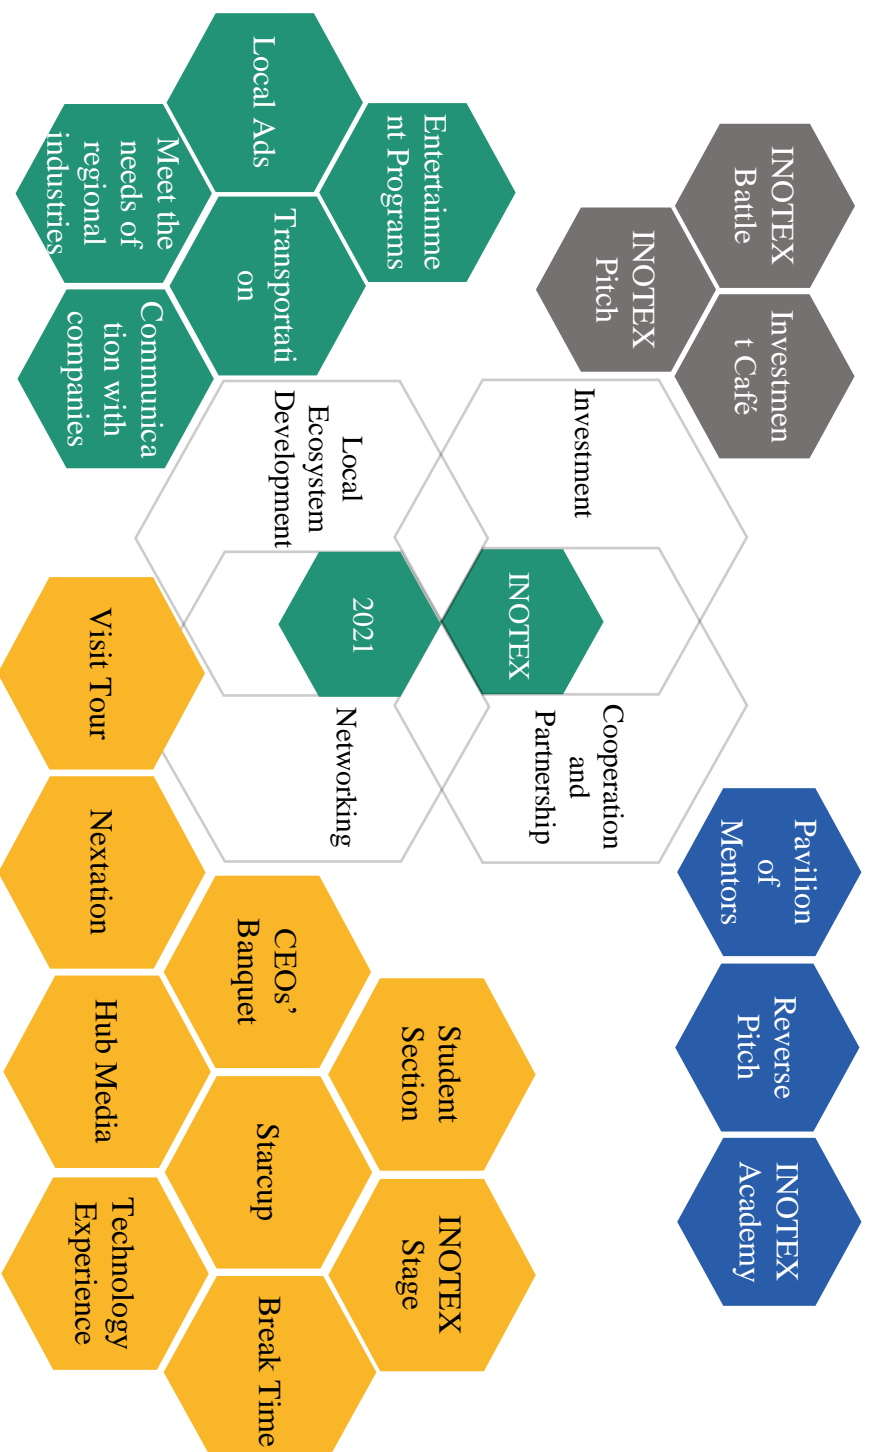 INOTEX
Battle
INOTEX
Pitch
Investmen
t Café
Investment
Pavilion
of
Mentors
Reverse
Pitch
INOTEX
Academy
Cooperation
and
Partnership
INOTEX
2021
Entertainme
nt Programs
Local Ads
Transportati
on
Meet the
needs of
regional
industries
Communica
tion with
companies
Local
Ecosystem
Development
Networking
Student
Section
INOTEX
Stage
CEOs’
Banquet
Starcup
Break Time
Visit Tour
Nextation
Hub Media
Technology
Experience